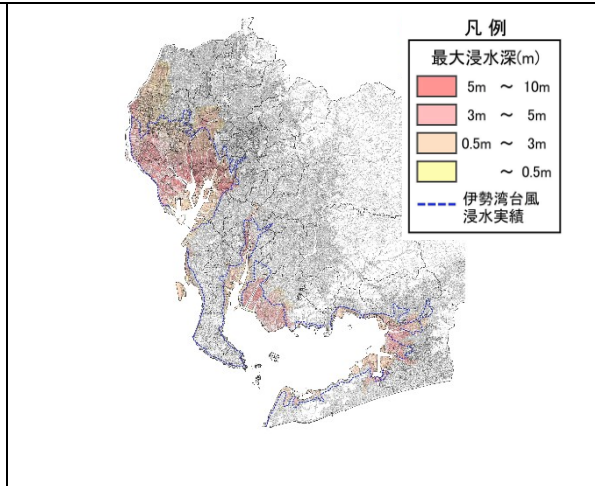 凡 例
最大浸水深(m)
5m ～ 10m
3m ～ 5m
0.5m ～ 3m
～ 0.5m
伊勢湾台風
浸水実績